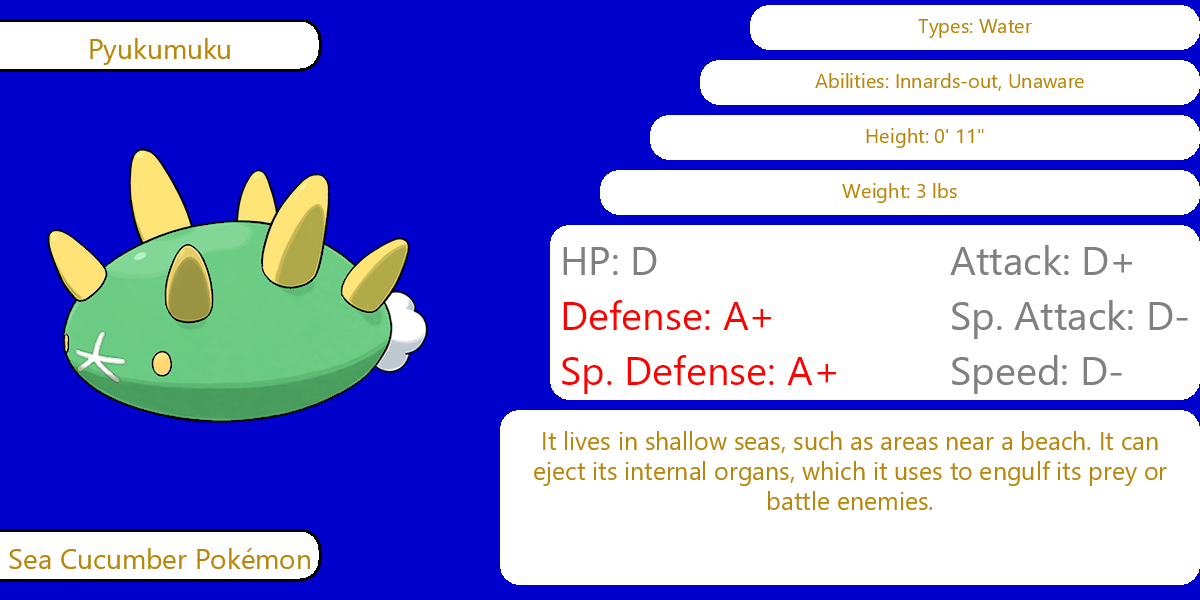 Pyukumuku
Types: Water
Abilities: Innards-out, Unaware
Height: 0' 11"
Weight: 3 lbs
HP: D
Attack: D+
Defense: A+
Sp. Attack: D-
Sp. Defense: A+
Speed: D-
It lives in shallow seas, such as areas near a beach. It can
eject its internal organs, which it uses to engulf its prey or
battle enemies.
Sea Cucumber Pokémon